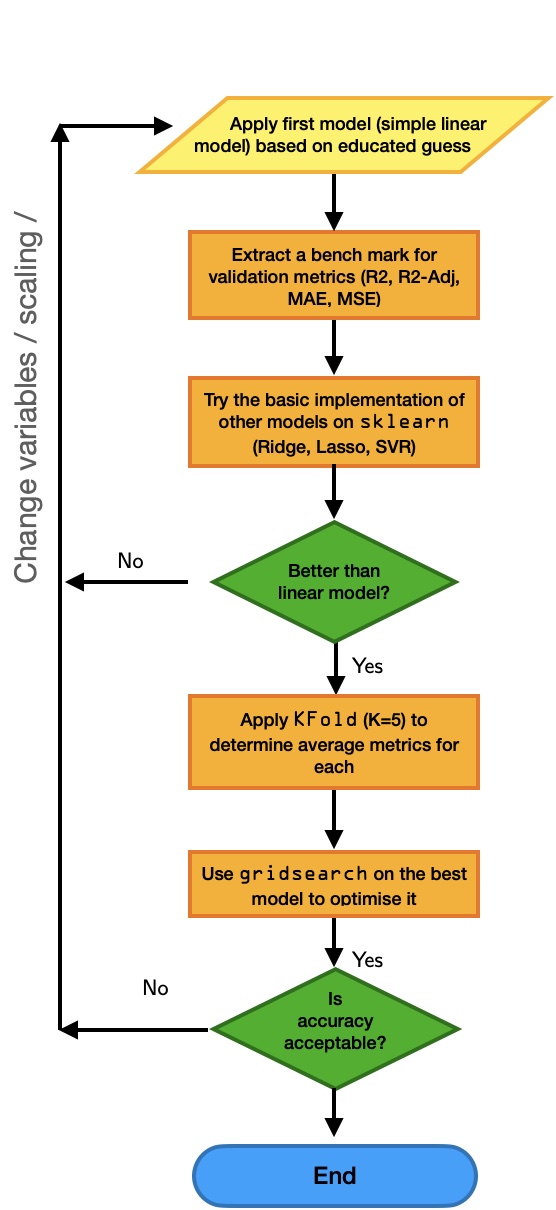 Apply first model (simple linear
model) based on educated guess
Extract a bench mark for
validation metrics (R2, R2-Adj,
MAE, MSE)
Try the basic implementation of
other models on sklearn
(Ridge, Lasso, SVR)
Better than
linear model?
No
Yes
Change variables / scaling /
Apply KFold (K=5) to
determine average metrics for
each
Use gridsearch on the best
model to optimise it
Yes
No
Is
accuracy
acceptable?
End